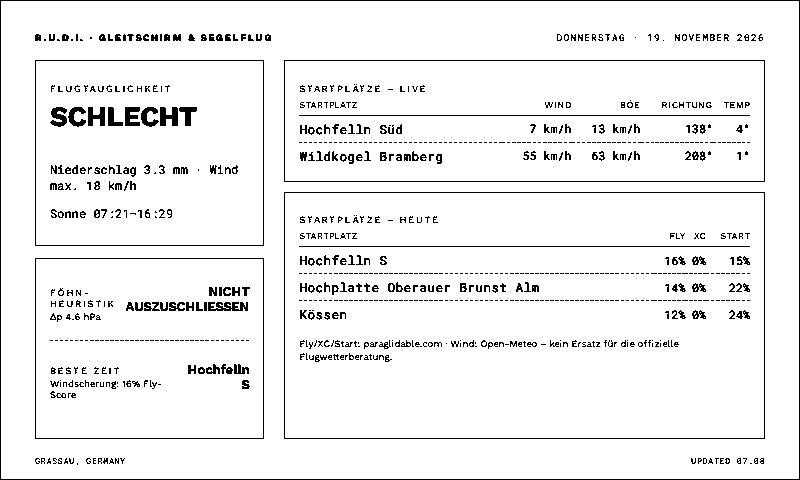 R.U.D.I. · GLEITSCHIRM & SEGELFLUG
DONNERSTAG · 19. NOVEMBER 2026
FLUGTAUGLICHKEIT
SCHLECHT
Niederschlag 3.3 mm · Wind
max. 18 km/h
Sonne 07:21–16:29
FÖHN-
HEURISTIK
Δp 4.6 hPa
NICHT
AUSZUSCHLIESSEN
BESTE ZEIT
Windscherung: 16% Fly-
Score
Hochfelln
S
STARTPLÄTZE – LIVE
STARTPLATZ WIND BÖE RICHTUNG TEMP
Hochfelln Süd 7 km/h 13 km/h 138° 4°
Wildkogel Bramberg 55 km/h 63 km/h 208° 1°
STARTPLÄTZE – HEUTE
STARTPLATZ FLY XC START
Hochfelln S 16% 0% 15%
Hochplatte Oberauer Brunst Alm 14% 0% 22%
Kössen 12% 0% 24%
Fly/XC/Start: paraglidable.com · Wind: Open-Meteo – kein Ersatz für die offizielle
Flugwetterberatung.
GRASSAU, GERMANY
UPDATED 07.08